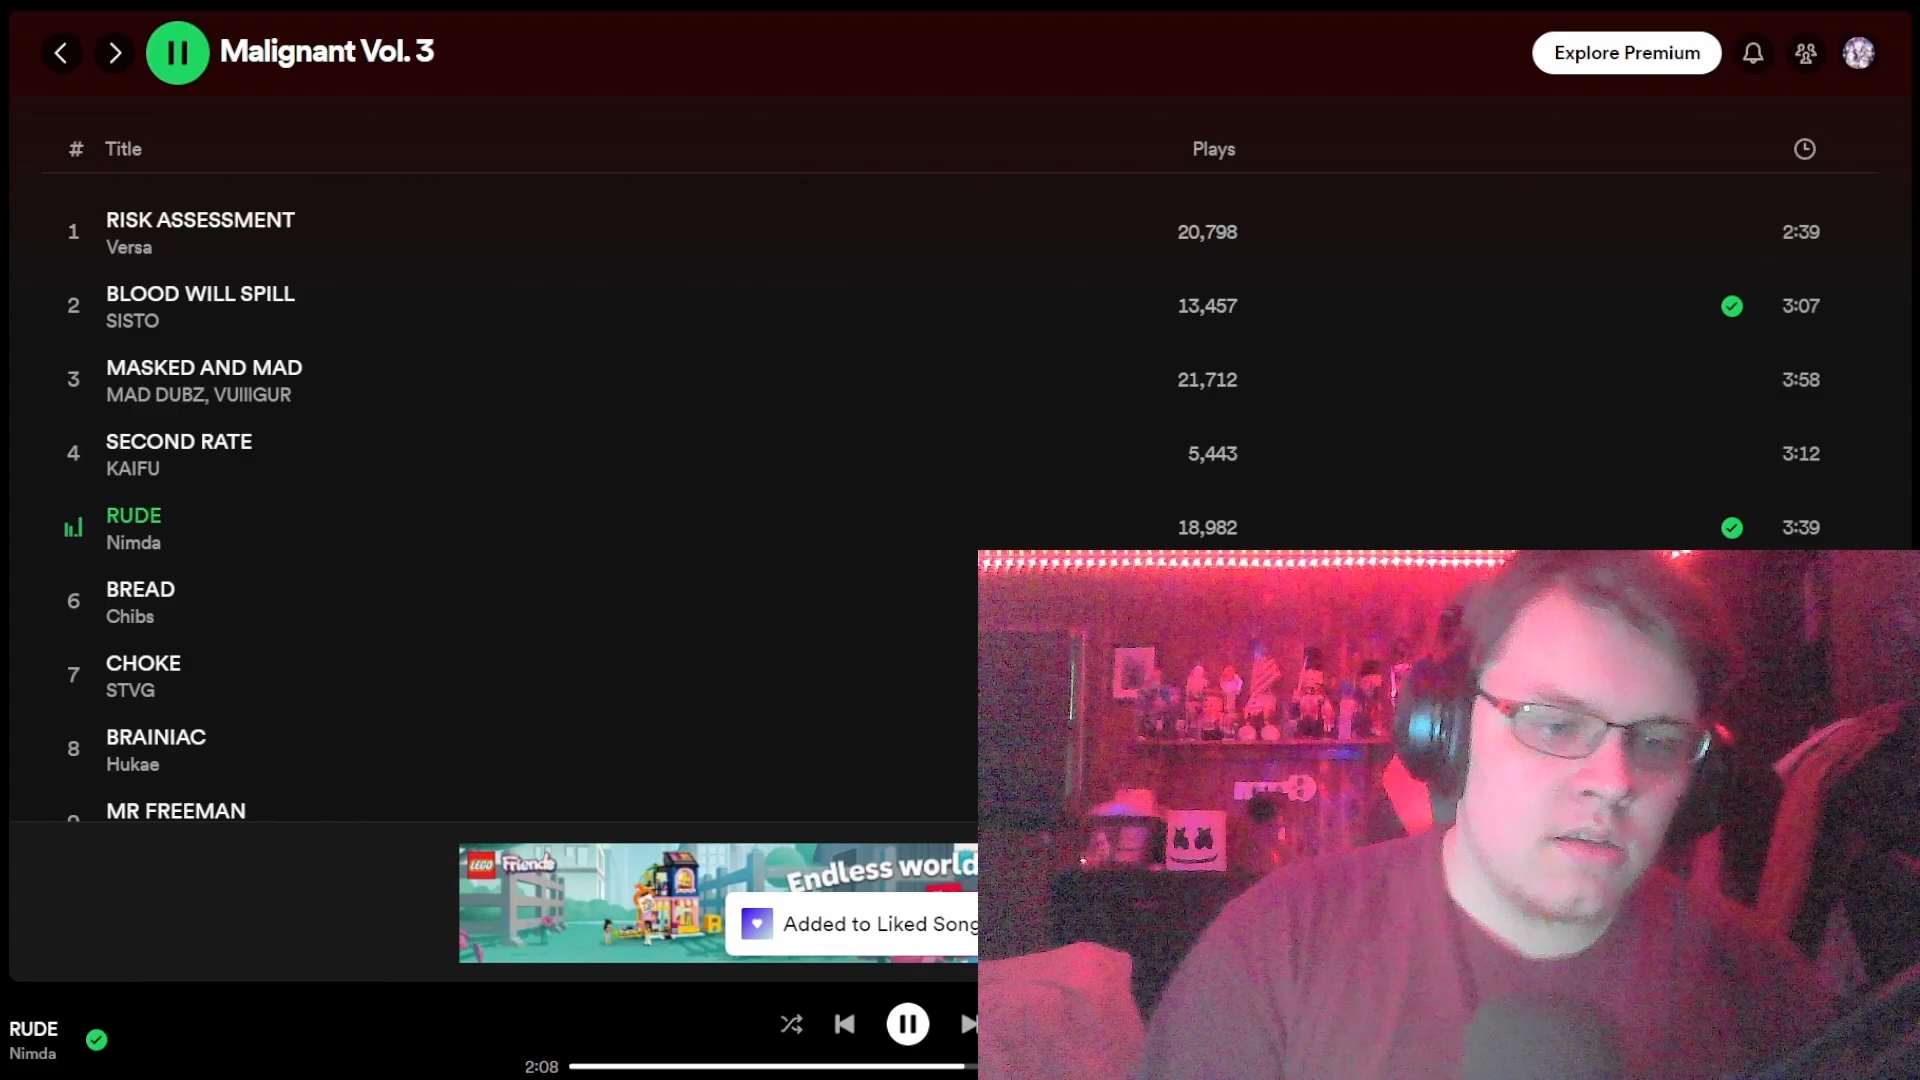 Malignant Vol. 3
Explore Premium
# Title Plays
1 RISK ASSESSMENT 20,798 2:39
Versa
2 BLOOD WILL SPILL 13,457 3:07
SISTO
3 MASKED AND MAD 21,712 3:58
MAD DUBZ, VUIIIGUR
4 SECOND RATE 5,443 3:12
KAIFU
RUDE 18,982 3:39
Nimda
6 BREAD
Chibs
7 CHOKE
STVG
8 BRAINIAC
Hukae
MR FREEMAN
LEGO Friends
Endless world
Added to Liked Song
RUDE
Nimda
2:08